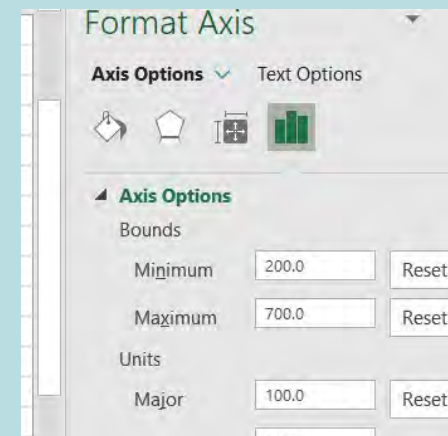 Format Axis
Axis Options Text Options
Axis Options
Bounds
Minimum 200.0 Reset
Maximum 700.0 Reset
Units
Major 100.0 Reset